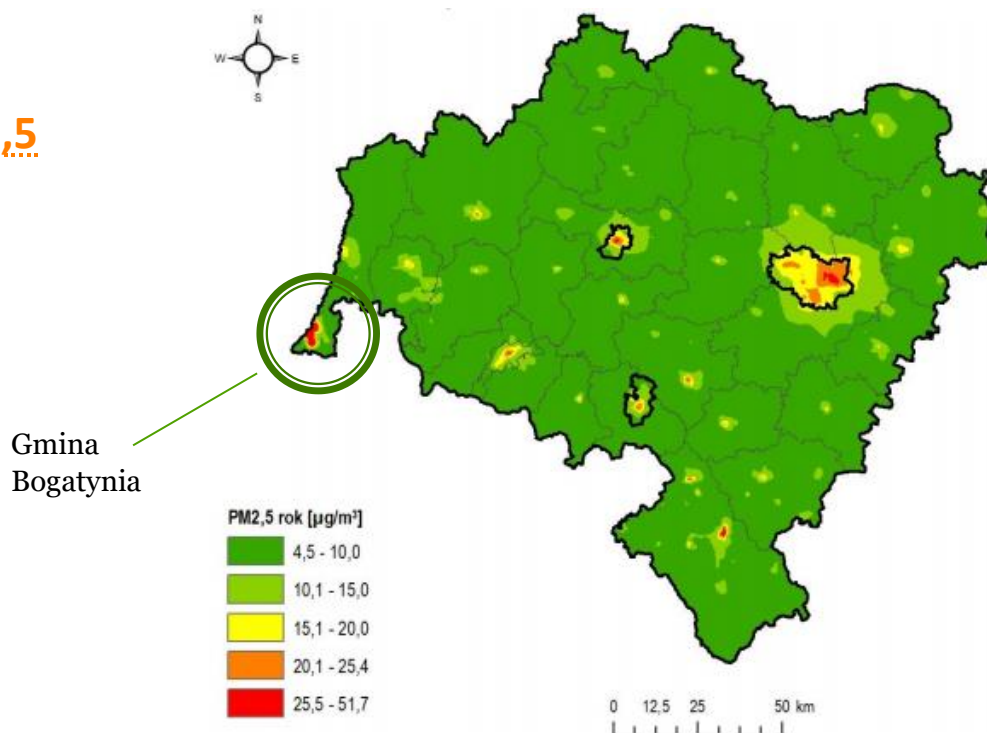 N
W E
S
,5
Gmina
Bogatynia
PM2,5 rok [µg/m³]
4,5 - 10,0
10,1 - 15,0
15,1 - 20,0
20,1 - 25,4
25,5 - 51,7
0 12,5 25 50 km